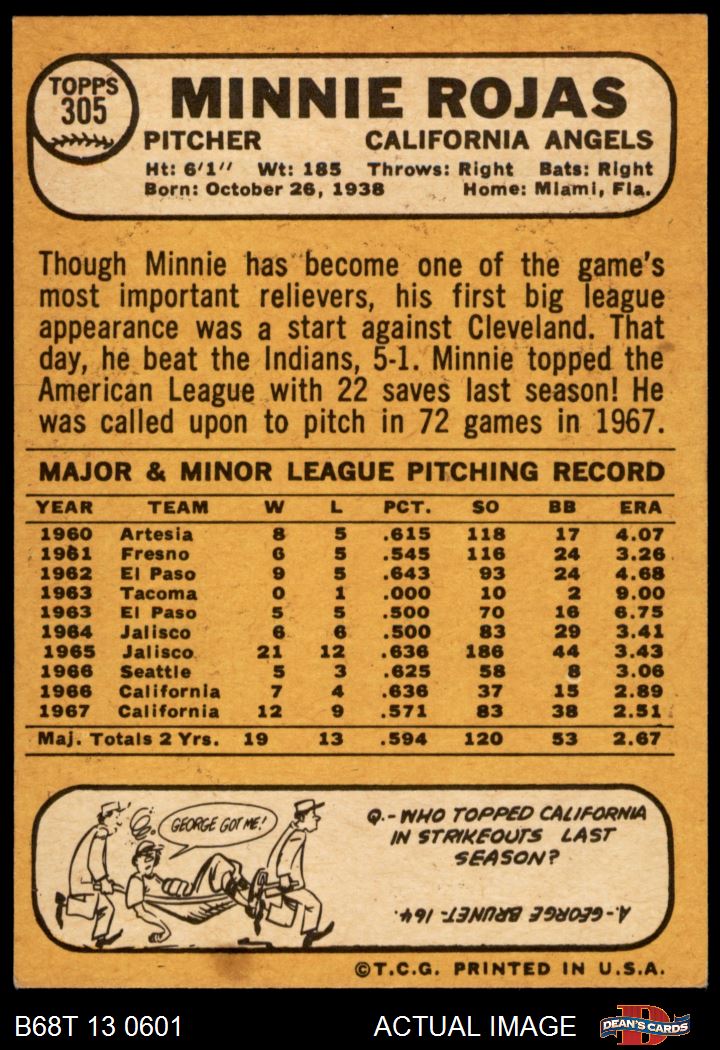 TOPPS
305
MINNIE ROJAS
PITCHER CALIFORNIA ANGELS
Ht: 6'1" Wt: 185 Throws: Right Bats: Right
Born: October 26, 1938 Home: Miami, Fla.
Though Minnie has become one of the game's
most important relievers, his first big league
appearance was a start against Cleveland. That
day, he beat the Indians, 5-1. Minnie topped the
American League with 22 saves last season! He
was called upon to pitch in 72 games in 1967.
MAJOR & MINOR LEAGUE PITCHING RECORD
YEAR TEAM W L PCT. SO BB ERA
1960 Artesia 8 5 .615 118 17 4.07
1961 Fresno 6 5 .545 116 24 3.26
1962 El Paso 9 5 .643 93 24 4.68
1963 Tacoma 0 1 .000 10 2 9.00
1963 El Paso 5 5 .500 70 16 6.75
1964 Jalisco 6 6 .500 83 29 3.41
1965 Jalisco 21 12 .636 186 44 3.43
1966 Seattle 5 3 .625 58 8 3.06
1966 California 7 4 .636 37 15 2.89
1967 California 12 9 .571 83 38 2.51
Maj. Totals 2 Yrs. 19 13 .594 120 53 2.67
GEORGE GOT ME!
Q.-WHO TOPPED CALIFORNIA
IN STRIKEOUTS LAST
SEASON?
A-GEORGE BRUNET-164.
©T.C.G. PRINTED IN U.S.A.
B68T 13 0601 ACTUAL IMAGE DEAN'S CARDS